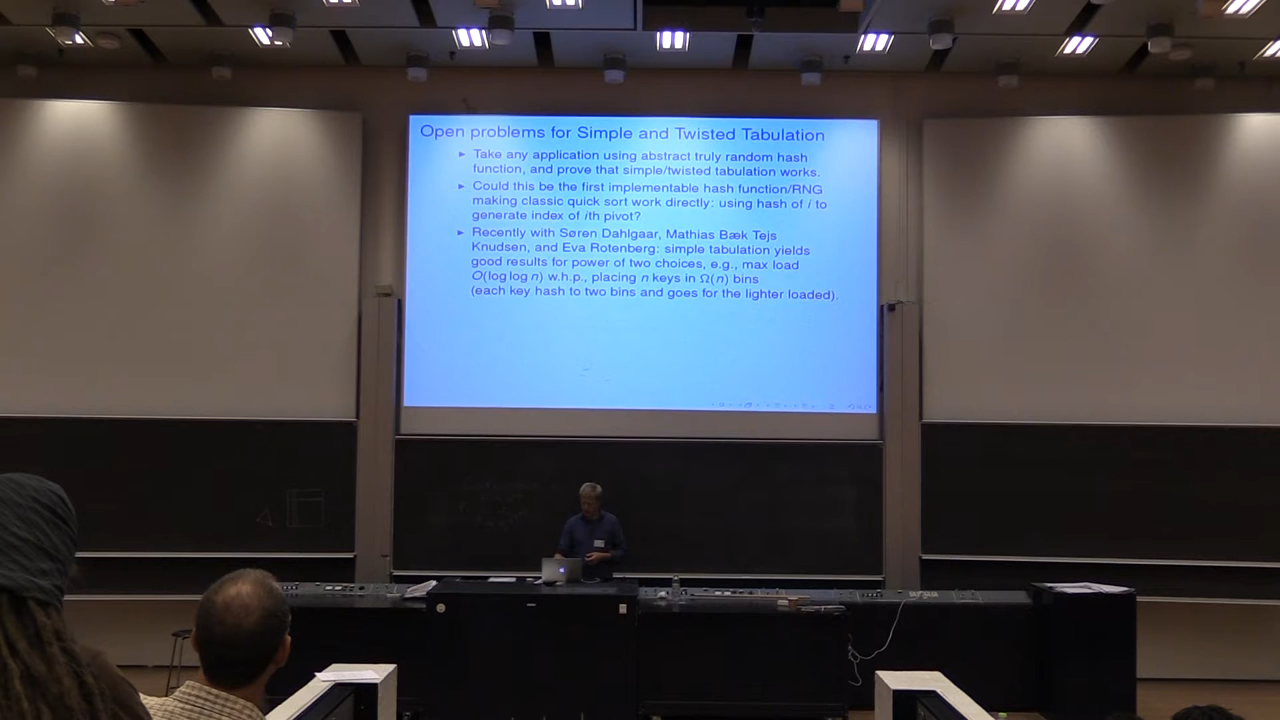 Open problems for Simple and Twisted Tabulation
► Take any application using abstract truly random hash
function, and prove that simple/twisted tabulation works.
► Could this be the first implementable hash function/RNG
making classic quick sort work directly: using hash of i to
generate index of ith pivot?
► Recently with Søren Dahlgaar, Mathias Bæk Tejs
Knudsen, and Eva Rotenberg: simple tabulation yields
good results for power of two choices, e.g., max load
O(log log n) w.h.p., placing n keys in Ω(n) bins
(each key hash to two bins and goes for the lighter loaded).